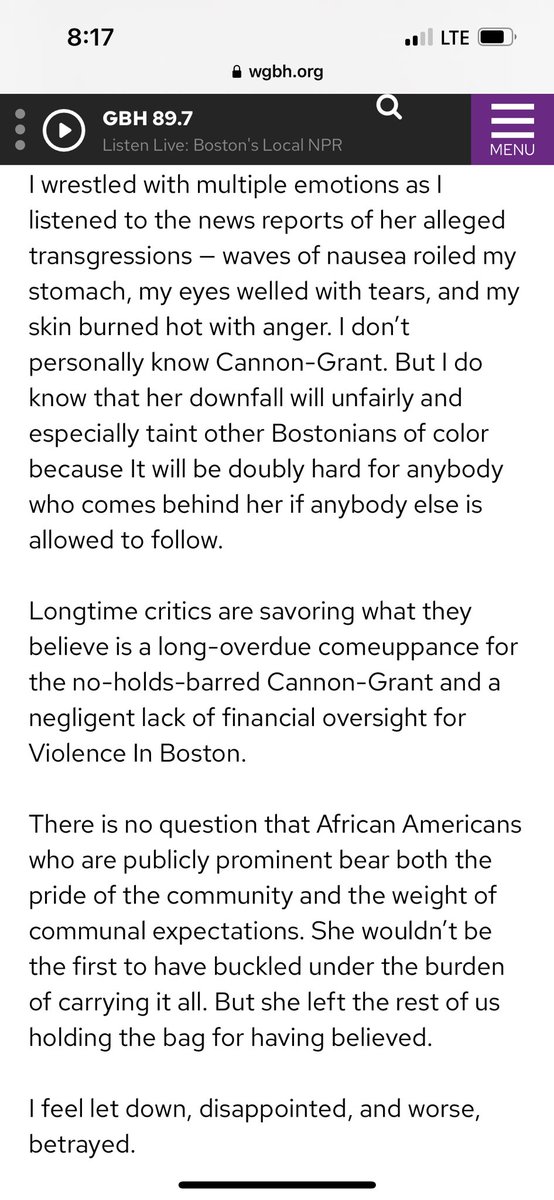 8:17
LTE
wgbh.org
GBH 89.7
Listen Live: Boston's Local NPR
MENU
I wrestled with multiple emotions as I
listened to the news reports of her alleged
transgressions — waves of nausea roiled my
stomach, my eyes welled with tears, and my
skin burned hot with anger. I don’t
personally know Cannon-Grant. But I do
know that her downfall will unfairly and
especially taint other Bostonians of color
because It will be doubly hard for anybody
who comes behind her if anybody else is
allowed to follow.
Longtime critics are savoring what they
believe is a long-overdue comeuppance for
the no-holds-barred Cannon-Grant and a
negligent lack of financial oversight for
Violence In Boston.
There is no question that African Americans
who are publicly prominent bear both the
pride of the community and the weight of
communal expectations. She wouldn’t be
the first to have buckled under the burden
of carrying it all. But she left the rest of us
holding the bag for having believed.
I feel let down, disappointed, and worse,
betrayed.